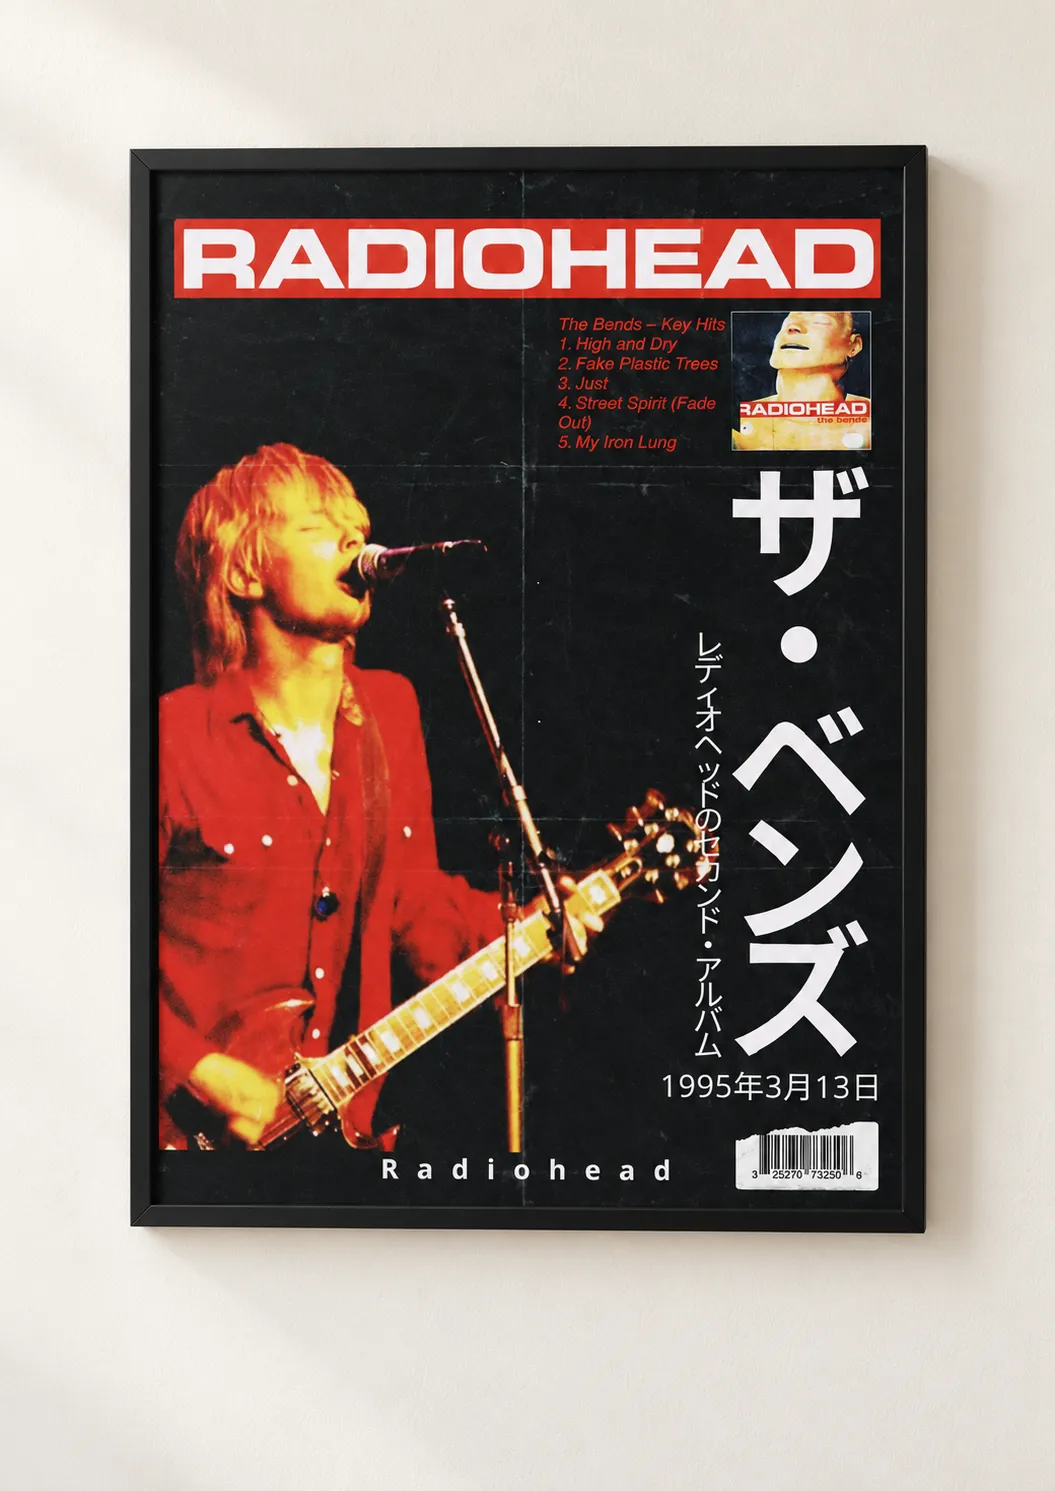 RADIOHEAD
The Bends – Key Hits
1. High and Dry
2. Fake Plastic Trees
3. Just
4. Street Spirit (Fade
Out)
5. My Iron Lung
RADIOHEAD
the bends
ザ・ベンズ
レディオヘッドのセカンド・アルバム
1995年3月13日
Radiohead
3 25270 73250 6